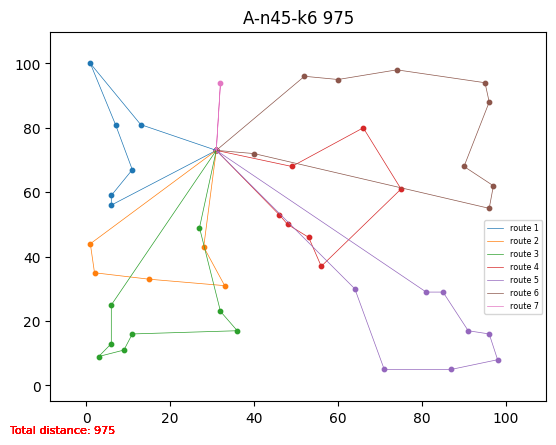 A-n45-k6 975
100
80
60
40
20
0
route 1
route 2
route 3
route 4
route 5
route 6
route 7
0 20 40 60 80 100
Total distance: 975